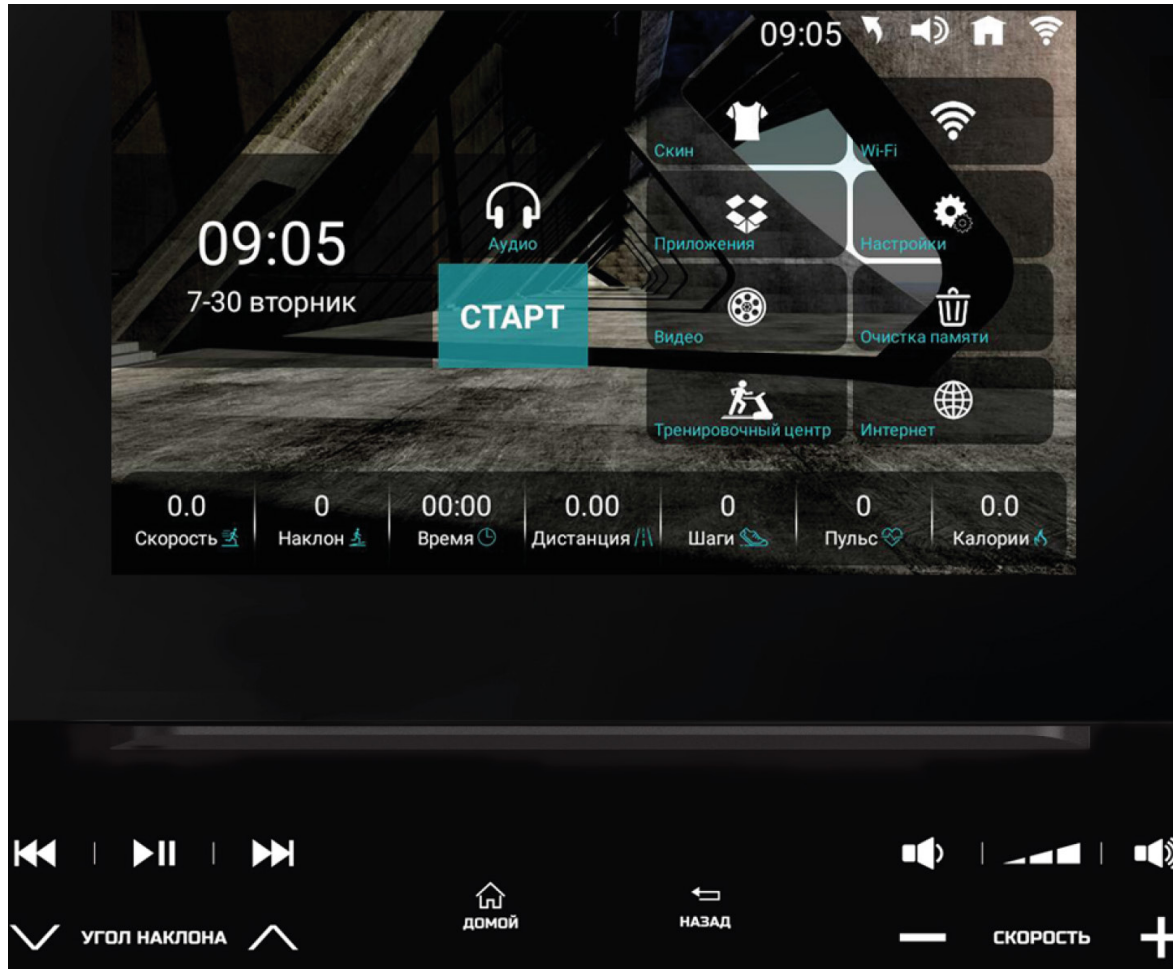 09:05
Скин
Wi-Fi
09:05
7-30 вторник
Аудио
СТАРТ
Приложения
Настройки
Видео
Очистка памяти
Тренировочный центр
Интернет
0.0
0
00:00
0.00
0
0
0.0
Скорость
Наклон
Время
Дистанция
Шаги
Пульс
Калории
ДОМОЙ
НАЗАД
УГОЛ НАКЛОНА
СКОРОСТЬ